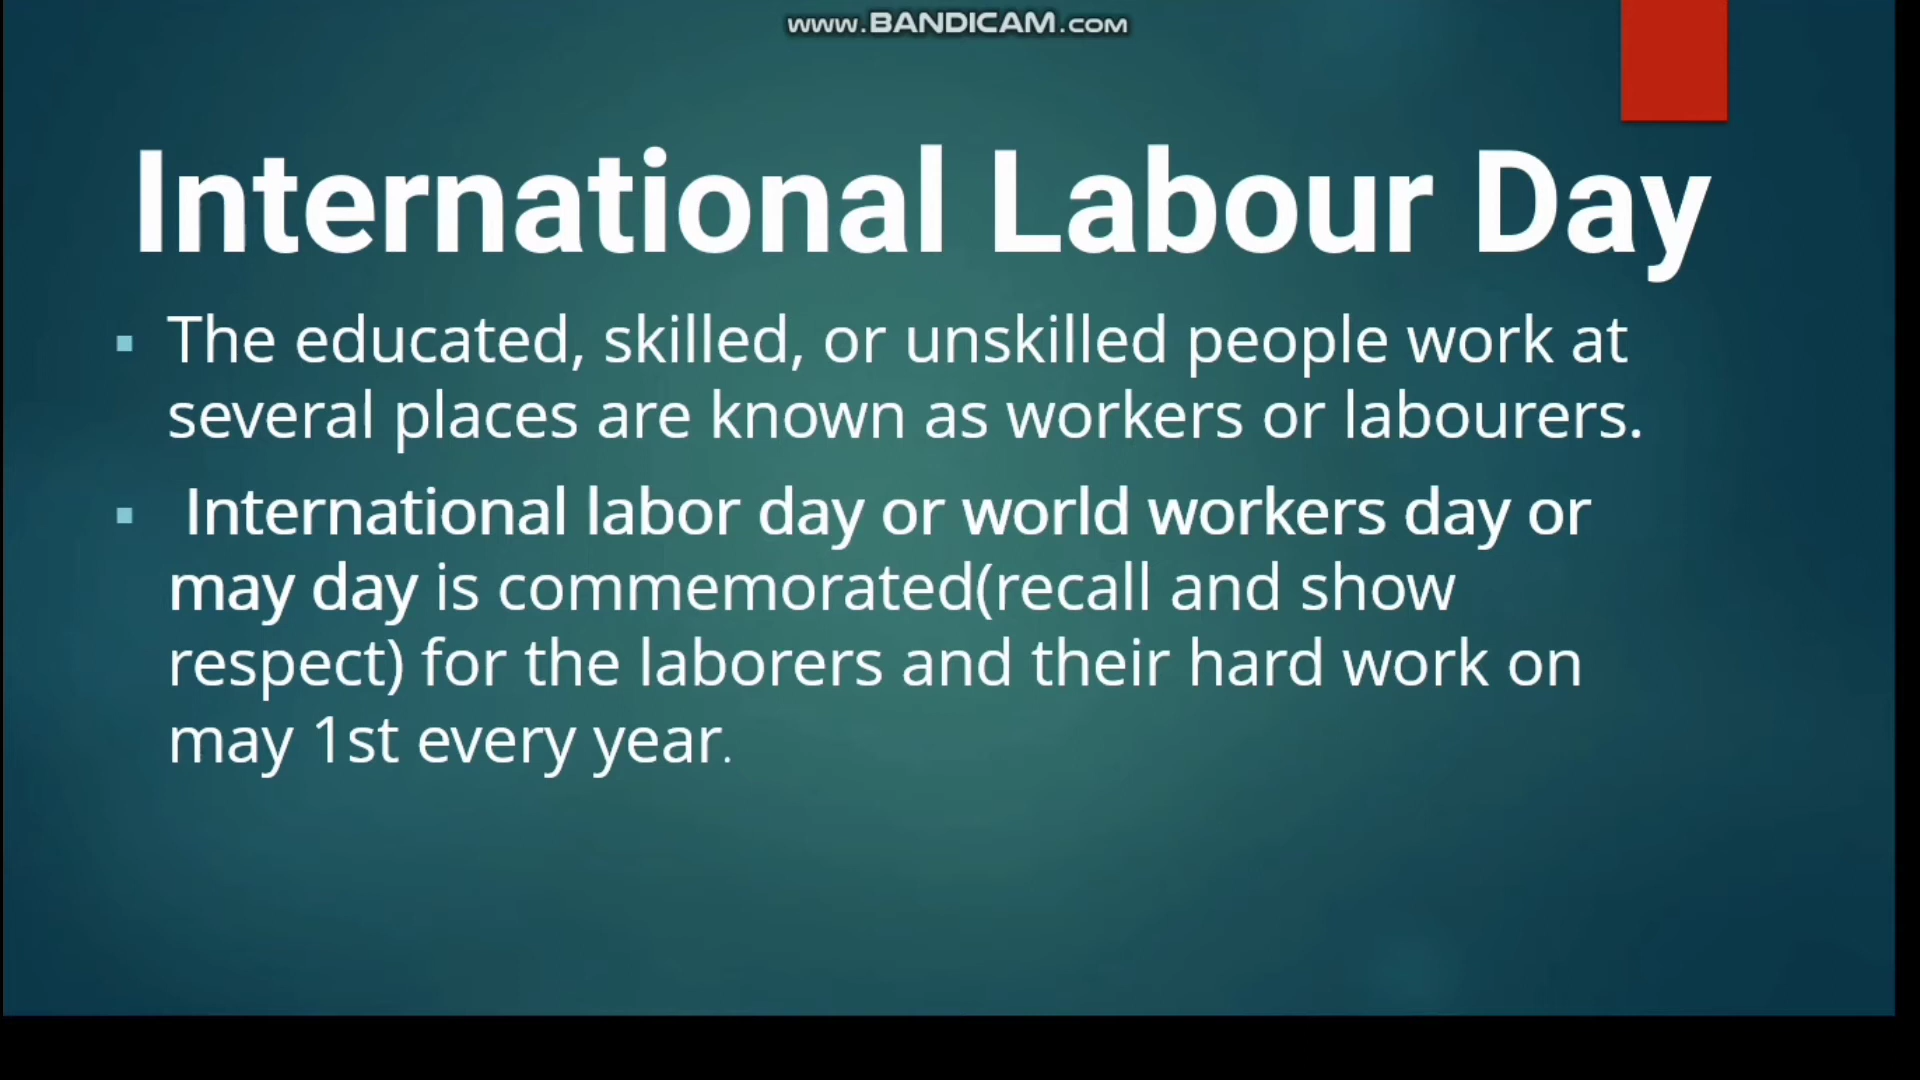 www.BANDICAM.com
International Labour Day
▪ The educated, skilled, or unskilled people work at
several places are known as workers or labourers.
▪ International labor day or world workers day or
may day is commemorated(recall and show
respect) for the laborers and their hard work on
may 1st every year.